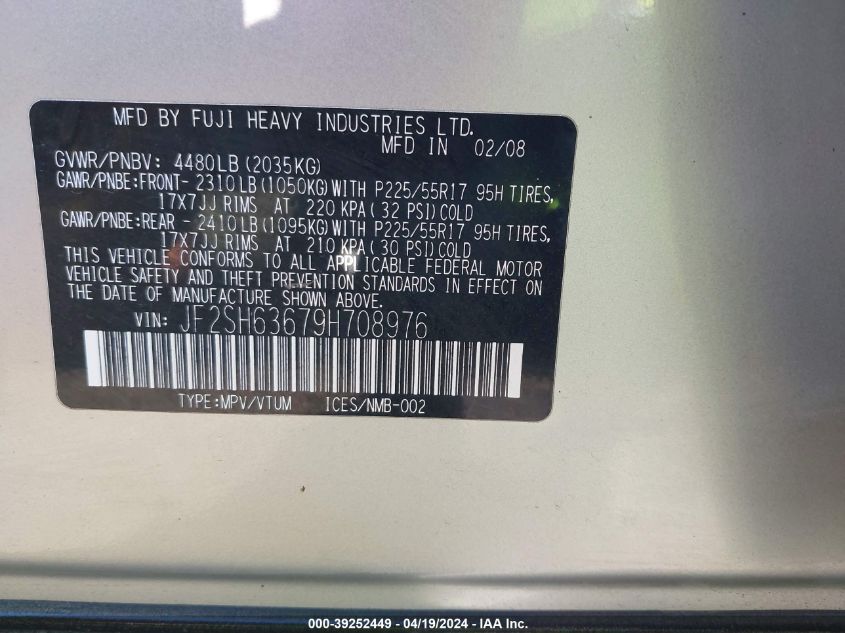 MFD BY FUJI HEAVY INDUSTRIES LTD.
MFD IN 02/08
GVWR/PNBV: 4480LB(2035KG)
GAWR/PNBE:FRONT- 2310LB(1050KG)WITH P225/55R17 95H TIRES,
17X7JJ RIMS AT 220 KPA( 32 PSI)COLD
GAWR/PNBE:REAR - 2410LB(1095KG)WITH P225/55R17 95H TIRES,
17X7JJ RIMS AT 210 KPA( 30 PSI)COLD
THIS VEHICLE CONFORMS TO ALL APPLICABLE FEDERAL MOTOR
VEHICLE SAFETY AND THEFT PREVENTION STANDARDS IN EFFECT ON
THE DATE OF MANUFACTURE SHOWN ABOVE.
VIN: JF2SH63679H708976
TYPE:MPV/VTUM ICES/NMB-002
000-39252449 - 04/19/2024 - IAA Inc.